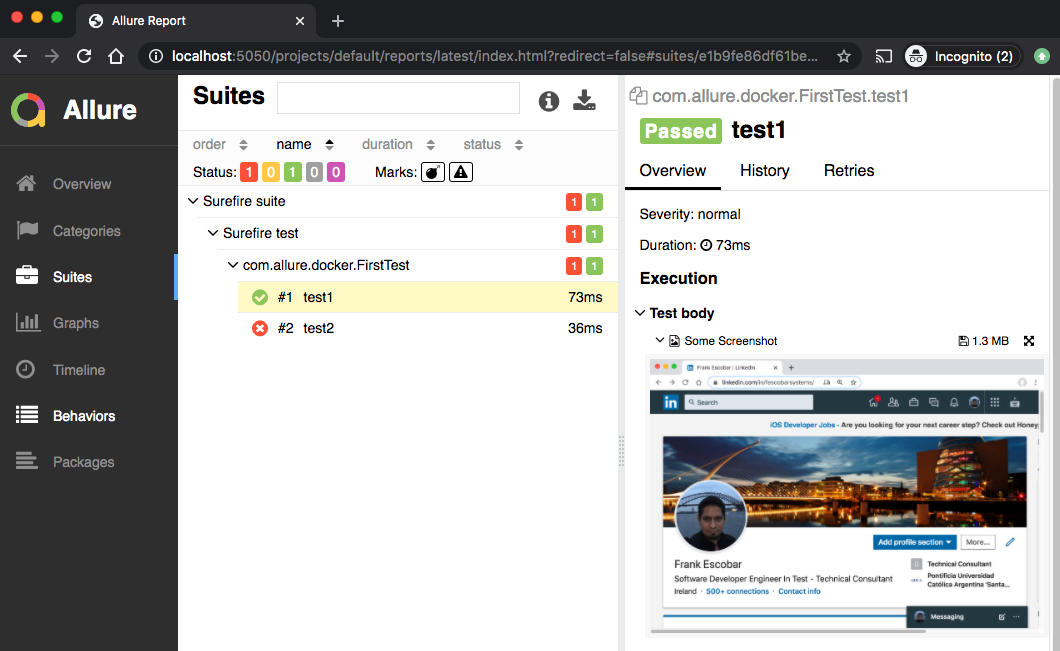 Allure Report
localhost:5050/projects/default/reports/latest/index.html?redirect=false#suites/e1b9fe86df61be...
Incognito (2)
Allure
Overview
Categories
Suites
Graphs
Timeline
Behaviors
Packages
Suites
order name duration status
Status: 1 0 1 0 0 Marks:
Surefire suite 1 1
Surefire test 1 1
com.allure.docker.FirstTest 1 1
#1 test1 73ms
#2 test2 36ms
com.allure.docker.FirstTest.test1
Passed test1
Overview History Retries
Severity: normal
Duration: 73ms
Execution
Test body
Some Screenshot 1.3 MB
Frank Escobar | LinkedIn
linkedin.com/in/fescobarsystems/
in Search
iOS Developer Jobs - Are you looking for your next career step? Check out Honey
Add profile section More...
Frank Escobar
Software Developer Engineer In Test - Technical Consultant
Ireland · 500+ connections · Contact info
Technical Consultant
Pontificia Universidad
Católica Argentina 'Santa...
Messaging